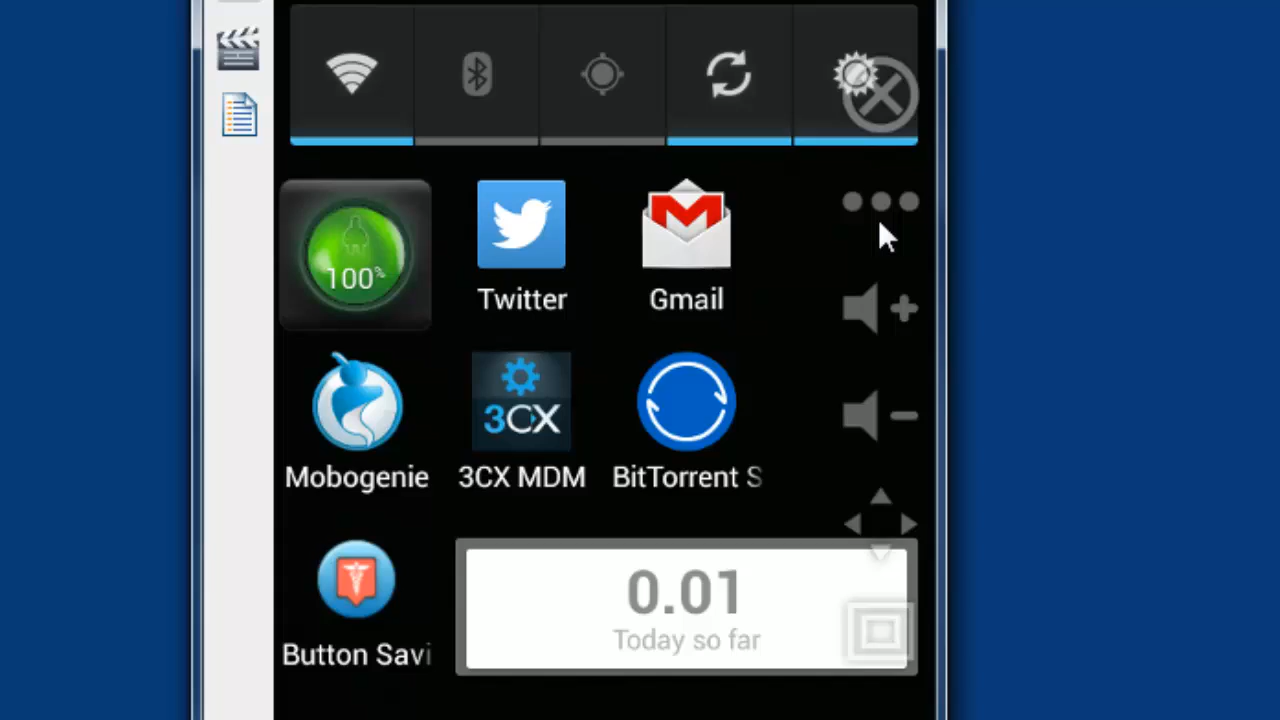 100%
Twitter
Gmail
3CX
Mobogenie
3CX MDM
BitTorrent S
0.01
Today so far
Button Savi